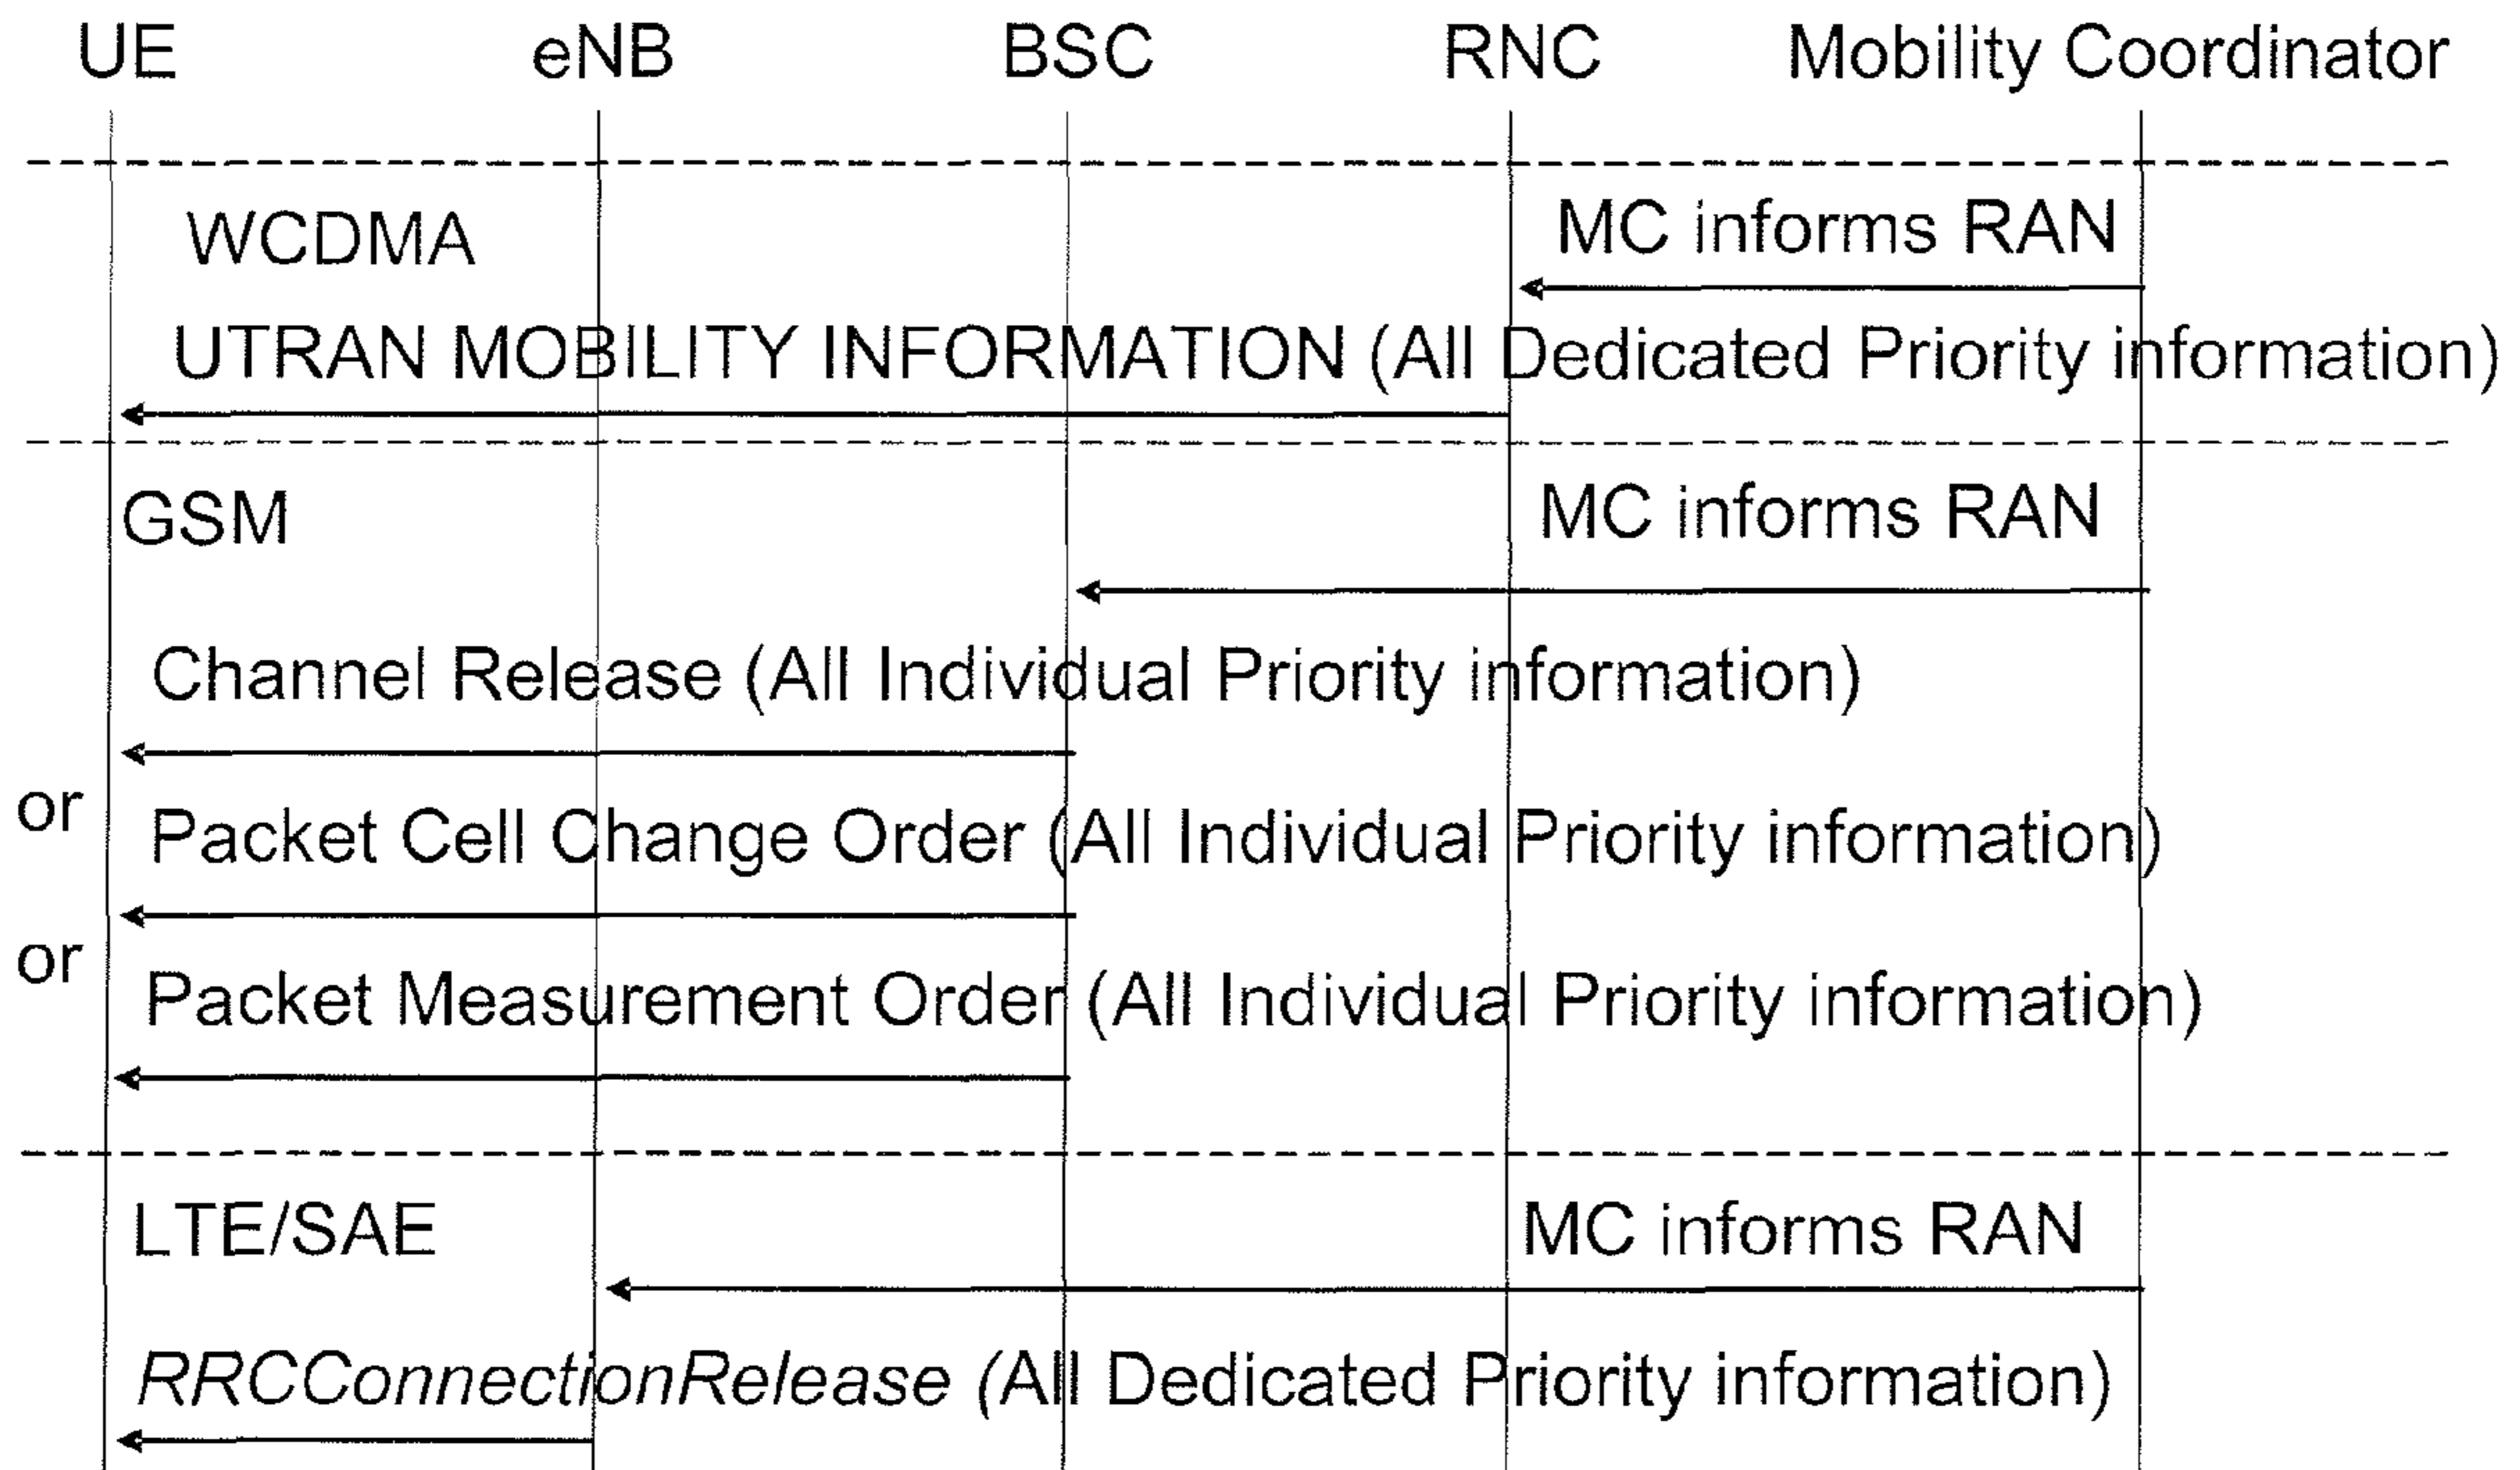 UE eNB BSC RNC Mobility Coordinator
WCDMA MC informs RAN
UTRAN MOBILITY INFORMATION (All Dedicated Priority information)
GSM MC informs RAN
Channel Release (All Individual Priority information)
or
Packet Cell Change Order (All Individual Priority information)
or
Packet Measurement Order (All Individual Priority information)
LTE/SAE MC informs RAN
RRCConnectionRelease (All Dedicated Priority information)